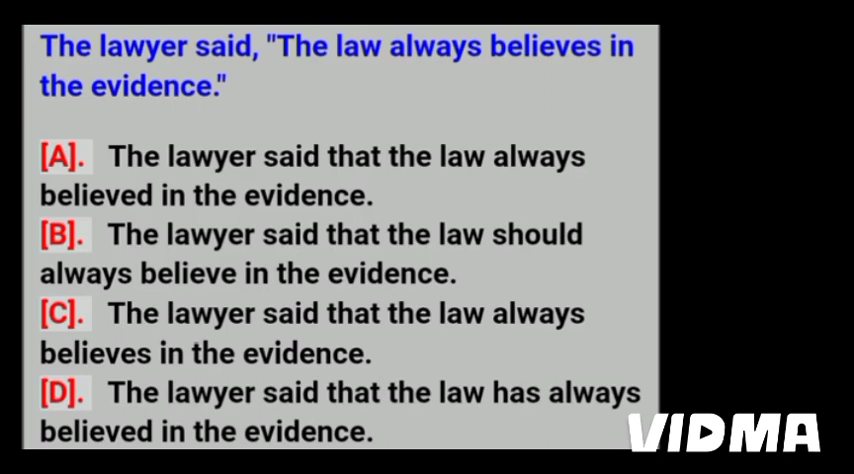 The lawyer said, "The law always believes in
the evidence."
[A]. The lawyer said that the law always
believed in the evidence.
[B]. The lawyer said that the law should
always believe in the evidence.
[C]. The lawyer said that the law always
believes in the evidence.
[D]. The lawyer said that the law has always
believed in the evidence.
VIDMA